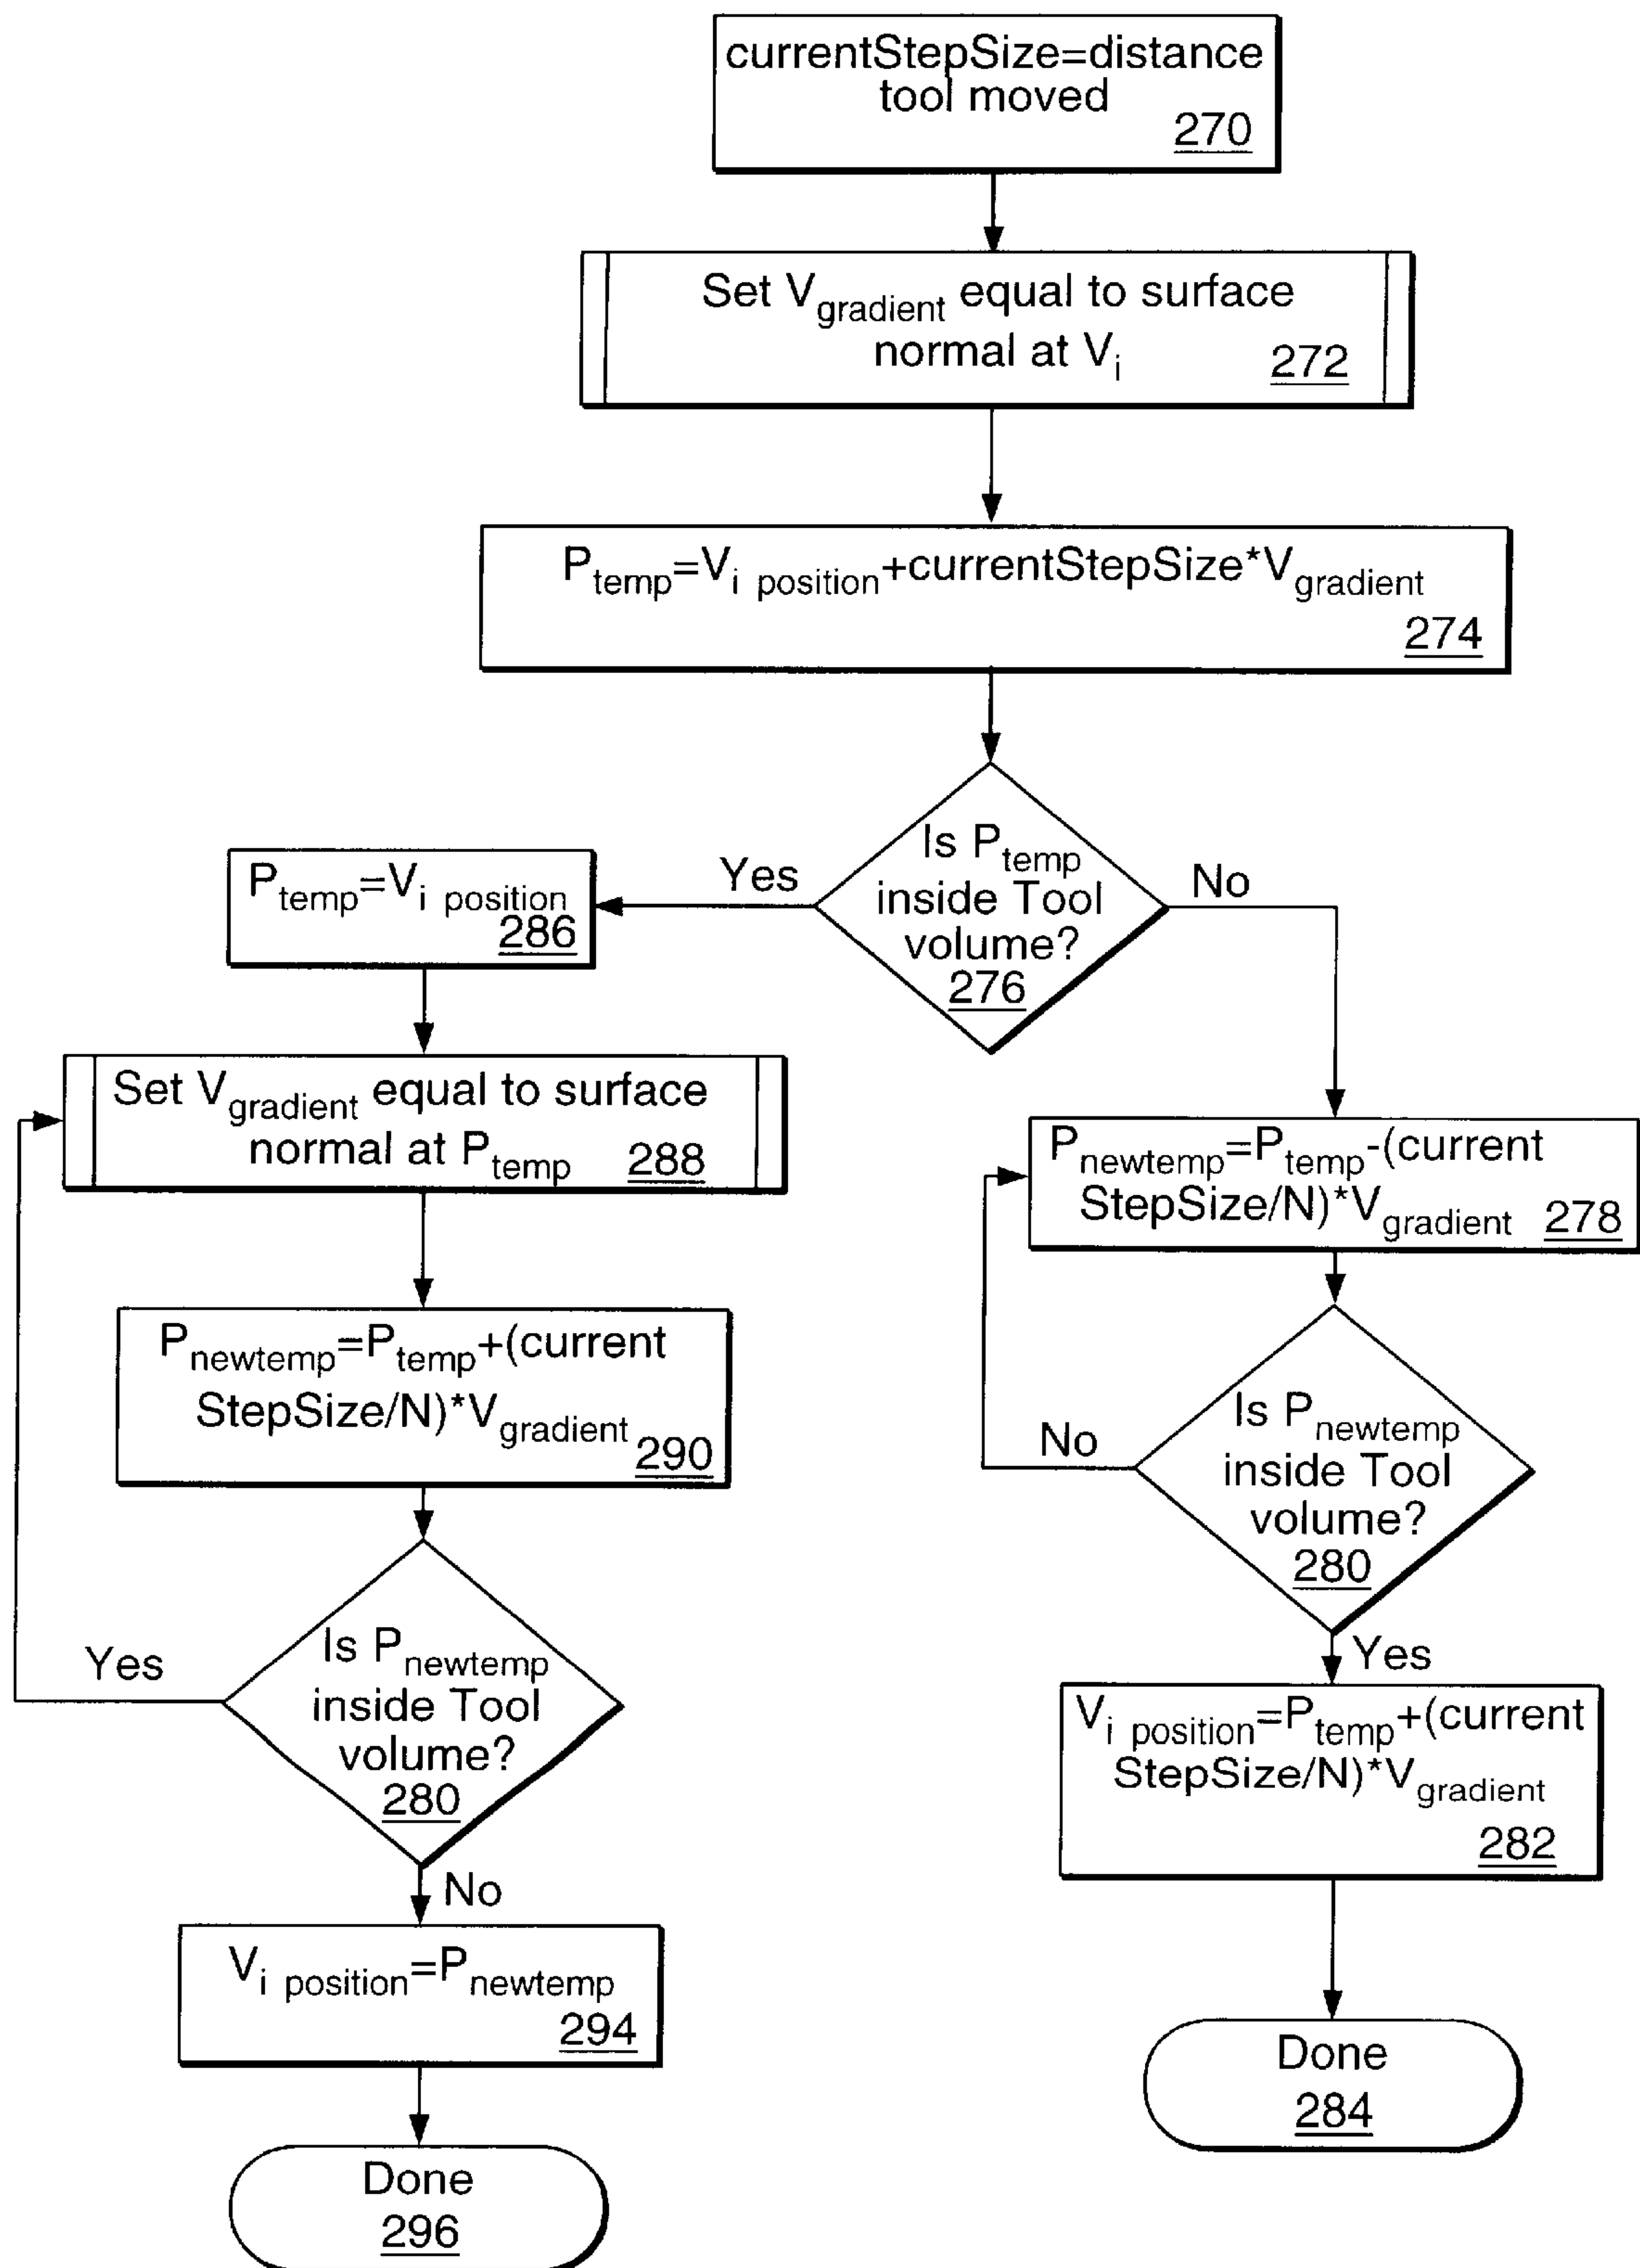 currentStepSize=distance
tool moved
270
Set Vgradient equal to surface
normal at Vi
272
Ptemp=Vi position+currentStepSize*Vgradient
274
Is Ptemp
inside Tool
volume?
276
Yes
No
Ptemp=Vi position
286
Set Vgradient equal to surface
normal at Ptemp 288
Pnewtemp=Ptemp+(current
StepSize/N)*Vgradient
290
Is Pnewtemp
inside Tool
volume?
280
Yes
No
Vi position=Pnewtemp
294
Done
296
Pnewtemp=Ptemp-(current
StepSize/N)*Vgradient 278
Is Pnewtemp
inside Tool
volume?
280
No
Yes
Vi position=Ptemp+(current
StepSize/N)*Vgradient
282
Done
284